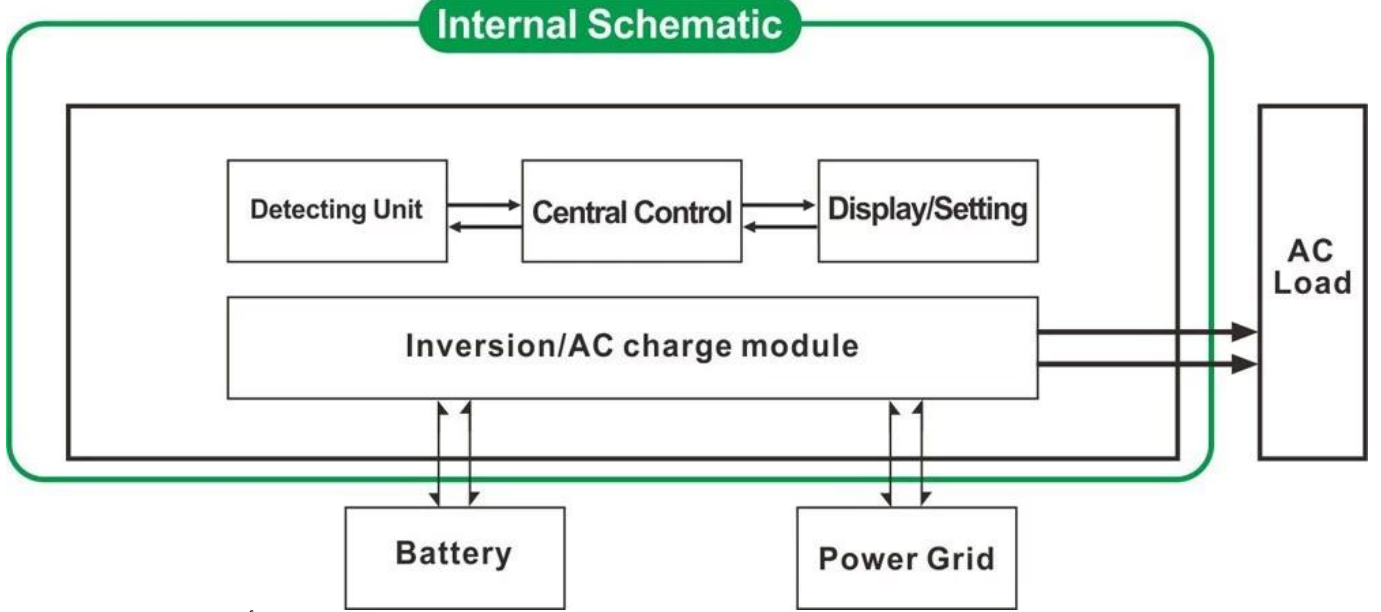 Internal Schematic
Detecting Unit
Central Control
Display/Setting
Inversion/AC charge module
AC
Load
Battery
Power Grid